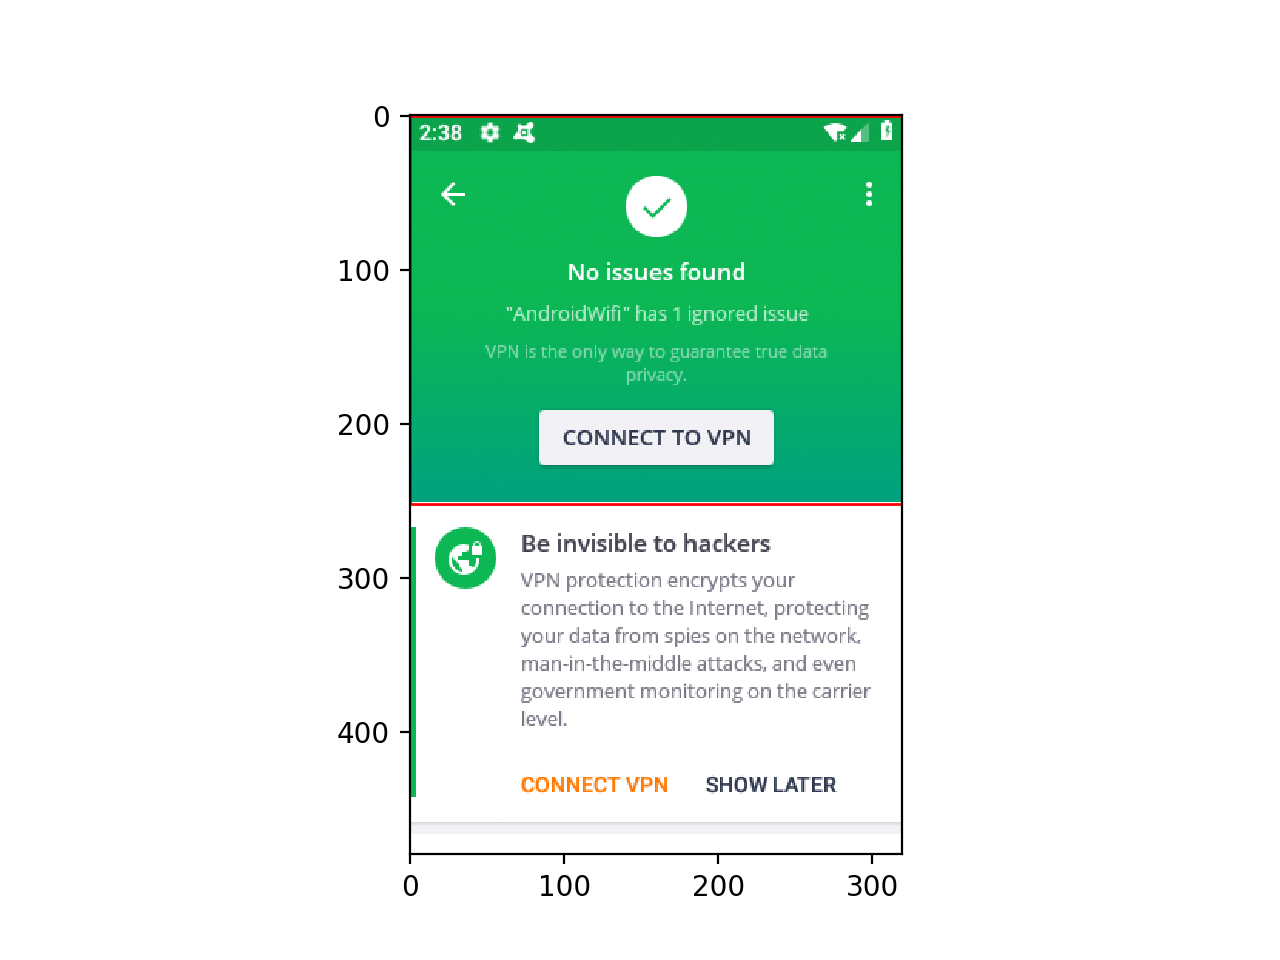 0
2:38
100
No issues found
"AndroidWifi" has 1 ignored issue
VPN is the only way to guarantee true data
privacy.
200
CONNECT TO VPN
Be invisible to hackers
300
VPN protection encrypts your
connection to the Internet, protecting
your data from spies on the network,
man-in-the-middle attacks, and even
government monitoring on the carrier
level.
400
CONNECT VPN SHOW LATER
0 100 200 300